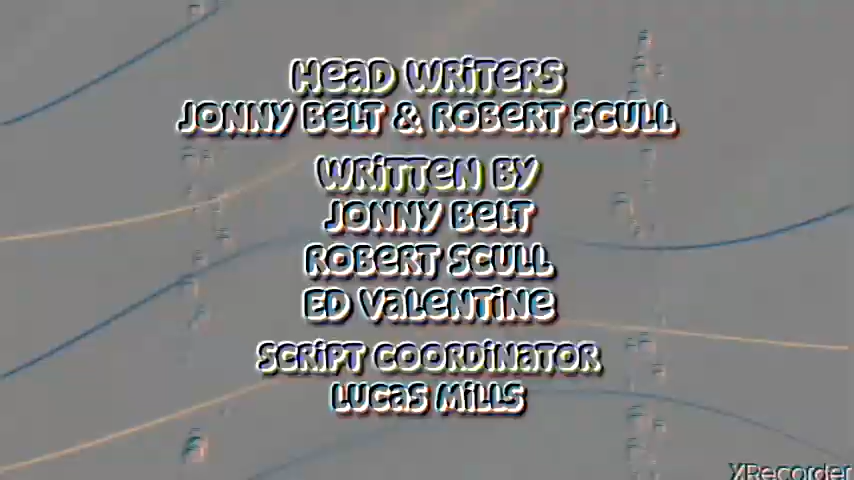 HEAD WRITERS
JONNY BELT & ROBERT SCULL
WRITTEN BY
JONNY BELT
ROBERT SCULL
ED VALENTINE
SCRIPT COORDINATOR
LUCAS MILLS
XRecorder